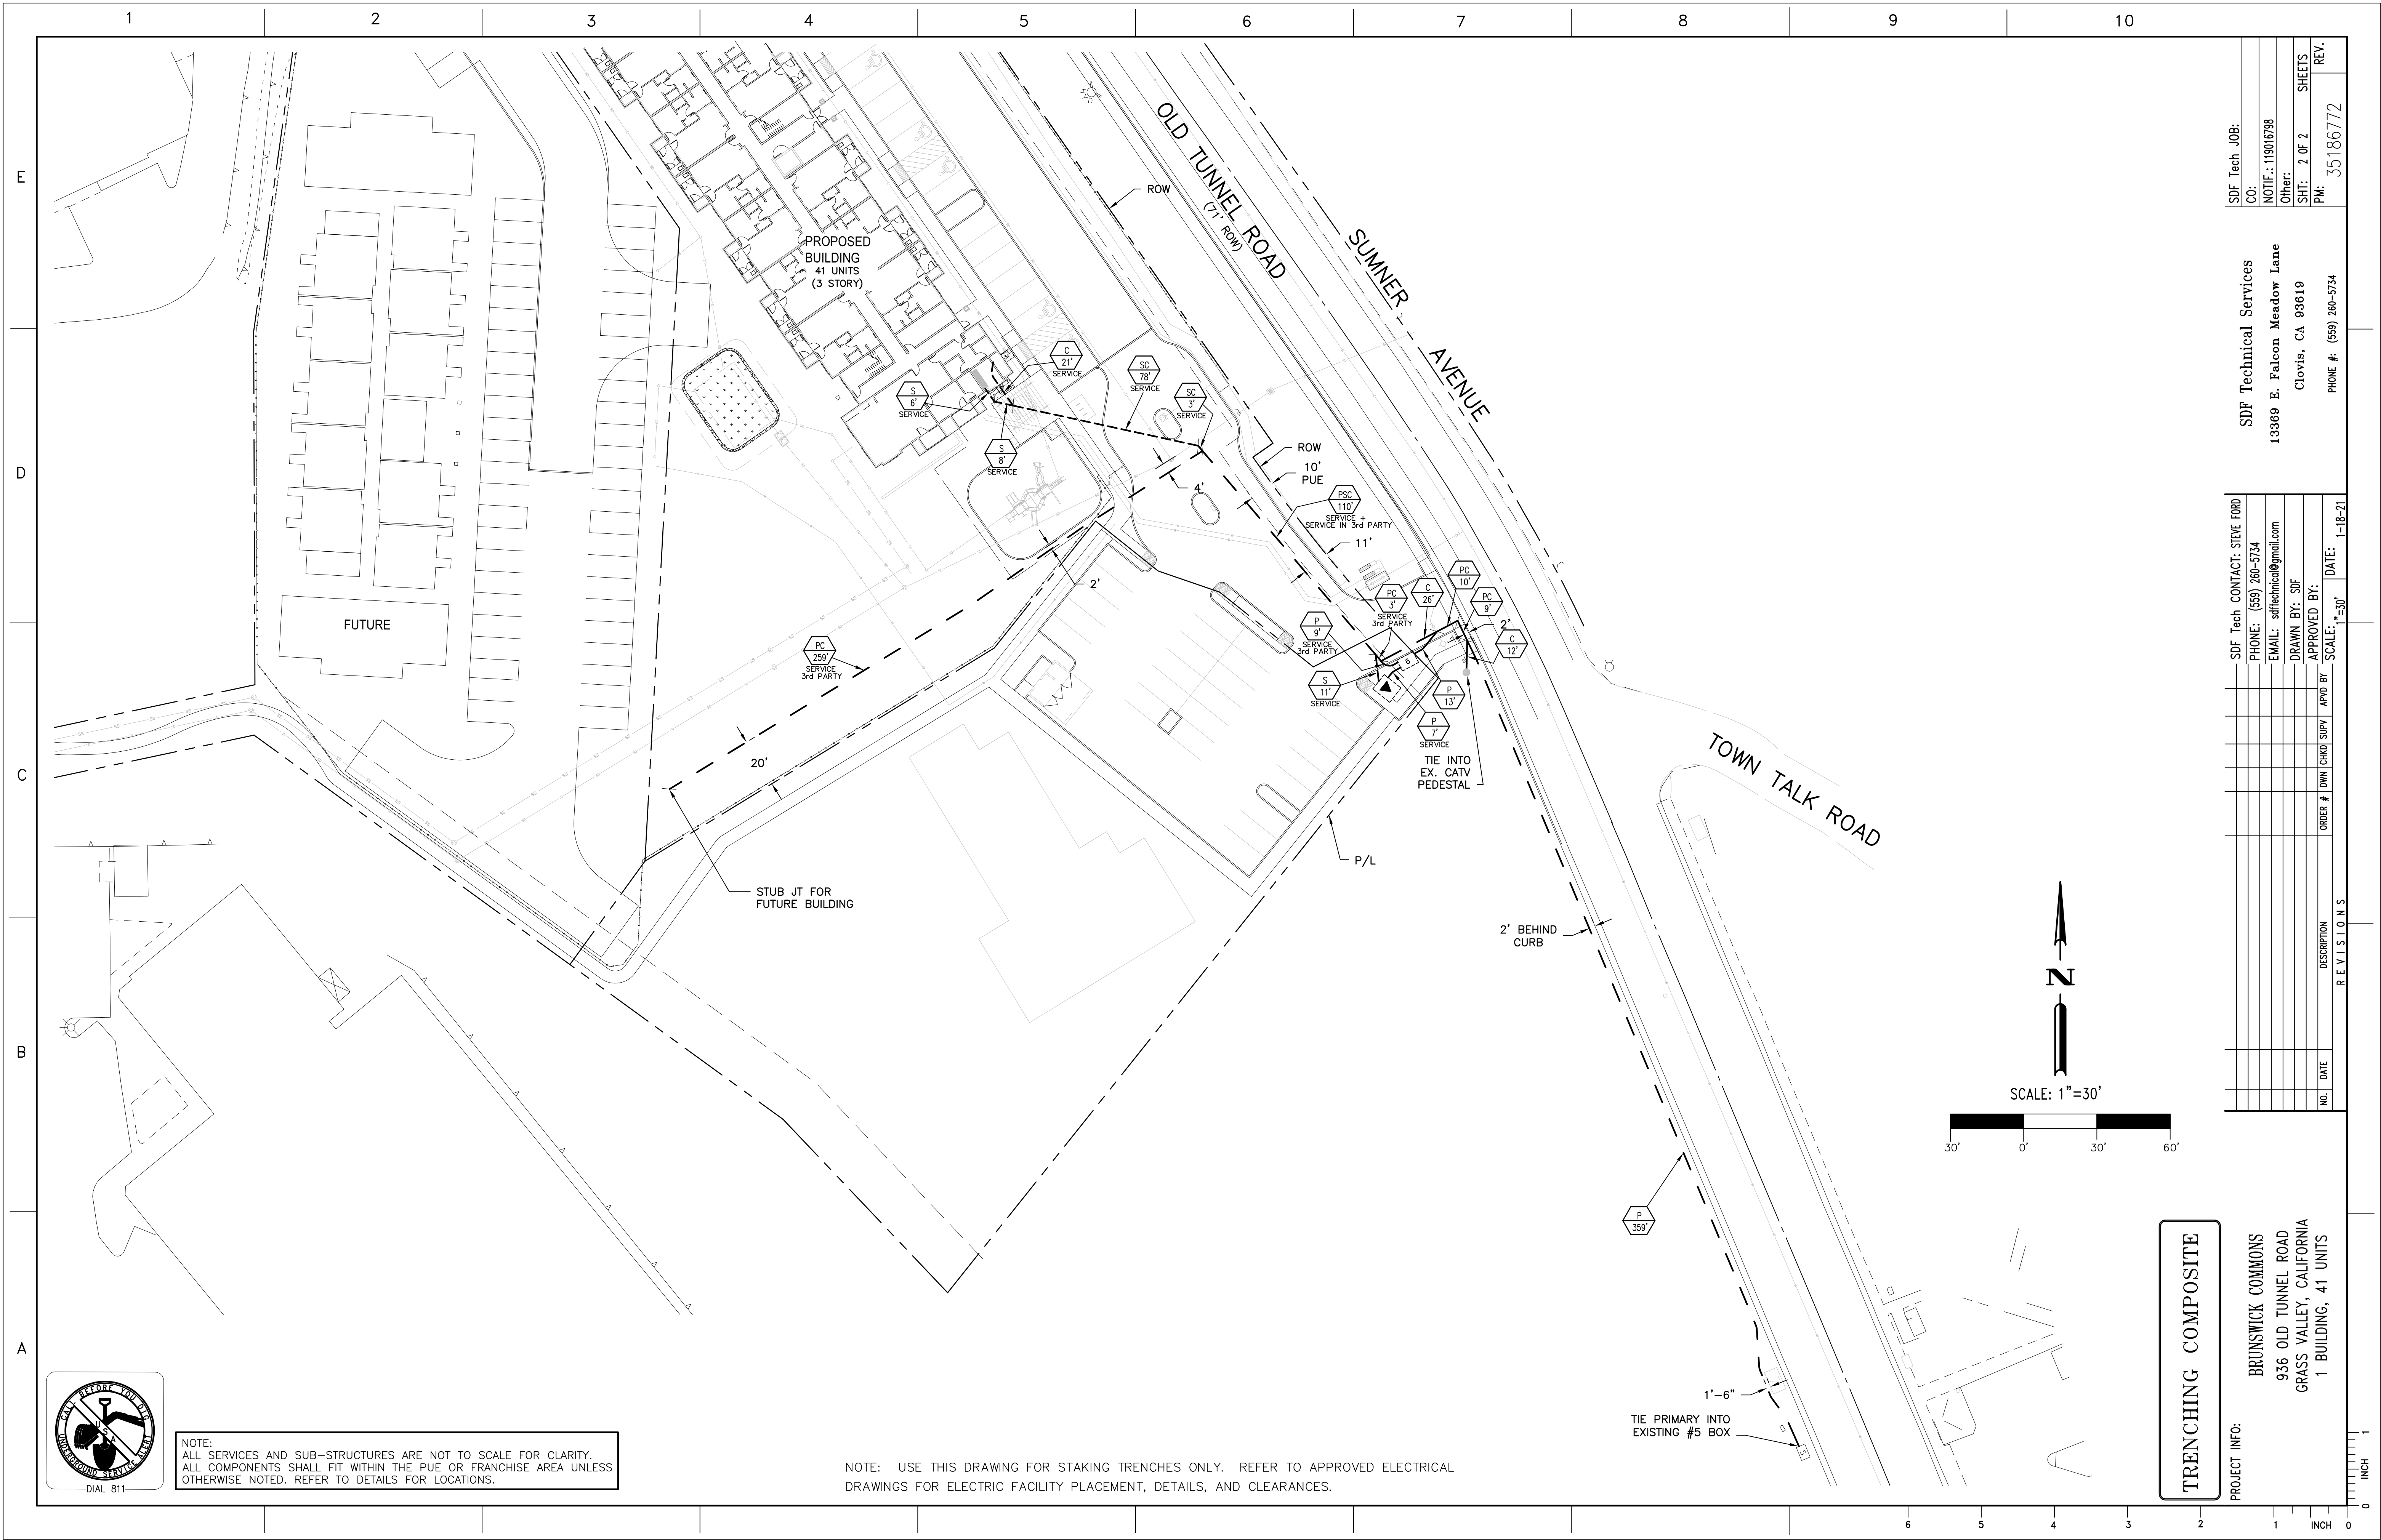 1
2
3
4
5
6
7
8
9
10
E
D
C
B
A
OLD TUNNEL ROAD
(71' ROW)
SUMNER
AVENUE
TOWN TALK ROAD
ROW
PROPOSED
BUILDING
41 UNITS
(3 STORY)
FUTURE
C
21'
SERVICE
S
6'
SERVICE
S
8'
SERVICE
SC
78'
SERVICE
SC
3'
SERVICE
ROW
10'
PUE
4'
PSC
110'
SERVICE +
SERVICE IN 3rd PARTY
11'
2'
PC
10'
PC
9'
PC
3'
SERVICE
3rd PARTY
C
26'
2'
C
12'
P
9'
SERVICE
3rd PARTY
6
S
11'
SERVICE
P
13'
P
7'
SERVICE
TIE INTO
EX. CATV
PEDESTAL
PC
259'
SERVICE
3rd PARTY
20'
P/L
STUB JT FOR
FUTURE BUILDING
2' BEHIND
CURB
P
359'
1'-6"
TIE PRIMARY INTO
EXISTING #5 BOX
5
N
SCALE: 1"=30'
30'
0'
30'
60'
CALL BEFORE YOU DIG
USA
UNDERGROUND SERVICE ALERT
DIAL 811
NOTE:
ALL SERVICES AND SUB-STRUCTURES ARE NOT TO SCALE FOR CLARITY.
ALL COMPONENTS SHALL FIT WITHIN THE PUE OR FRANCHISE AREA UNLESS
OTHERWISE NOTED. REFER TO DETAILS FOR LOCATIONS.
NOTE: USE THIS DRAWING FOR STAKING TRENCHES ONLY. REFER TO APPROVED ELECTRICAL
DRAWINGS FOR ELECTRIC FACILITY PLACEMENT, DETAILS, AND CLEARANCES.
TRENCHING COMPOSITE
PROJECT INFO:
BRUNSWICK COMMONS
936 OLD TUNNEL ROAD
GRASS VALLEY, CALIFORNIA
1 BUILDING, 41 UNITS
NO. DATE DESCRIPTION ORDER # DWN CHKD SUPV APVD BY
REVISIONS
SDF Tech CONTACT: STEVE FORD
PHONE: (559) 260-5734
EMAIL: sdftechnical@gmail.com
DRAWN BY: SDF
APPROVED BY:
SCALE: 1"=30' DATE: 1-18-21
SDF Technical Services
13369 E. Falcon Meadow Lane
Clovis, CA 93619
PHONE #: (559) 260-5734
SDF Tech JOB:
CO:
NOTIF.: 119016798
Other:
SHT: 2 OF 2 SHEETS
PM: 35186772 REV.
6
5
4
3
2
1
INCH
0
0
INCH
1